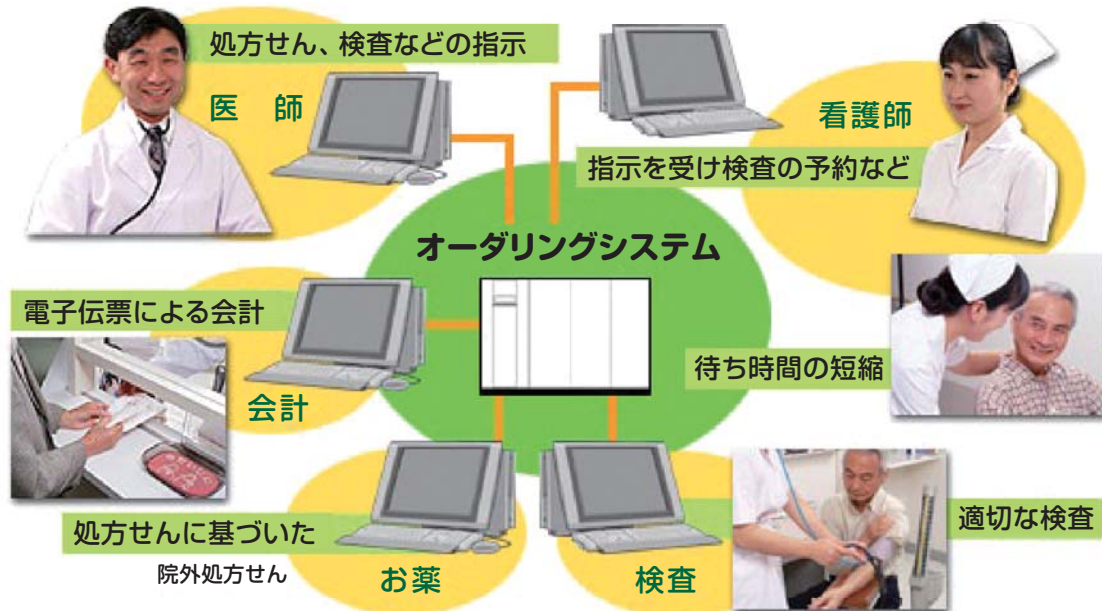 処方せん、検査などの指示
医 師
看護師
指示を受け検査の予約など
オーダリングシステム
電子伝票による会計
会計
待ち時間の短縮
処方せんに基づいた
院外処方せん
お薬
検査
適切な検査